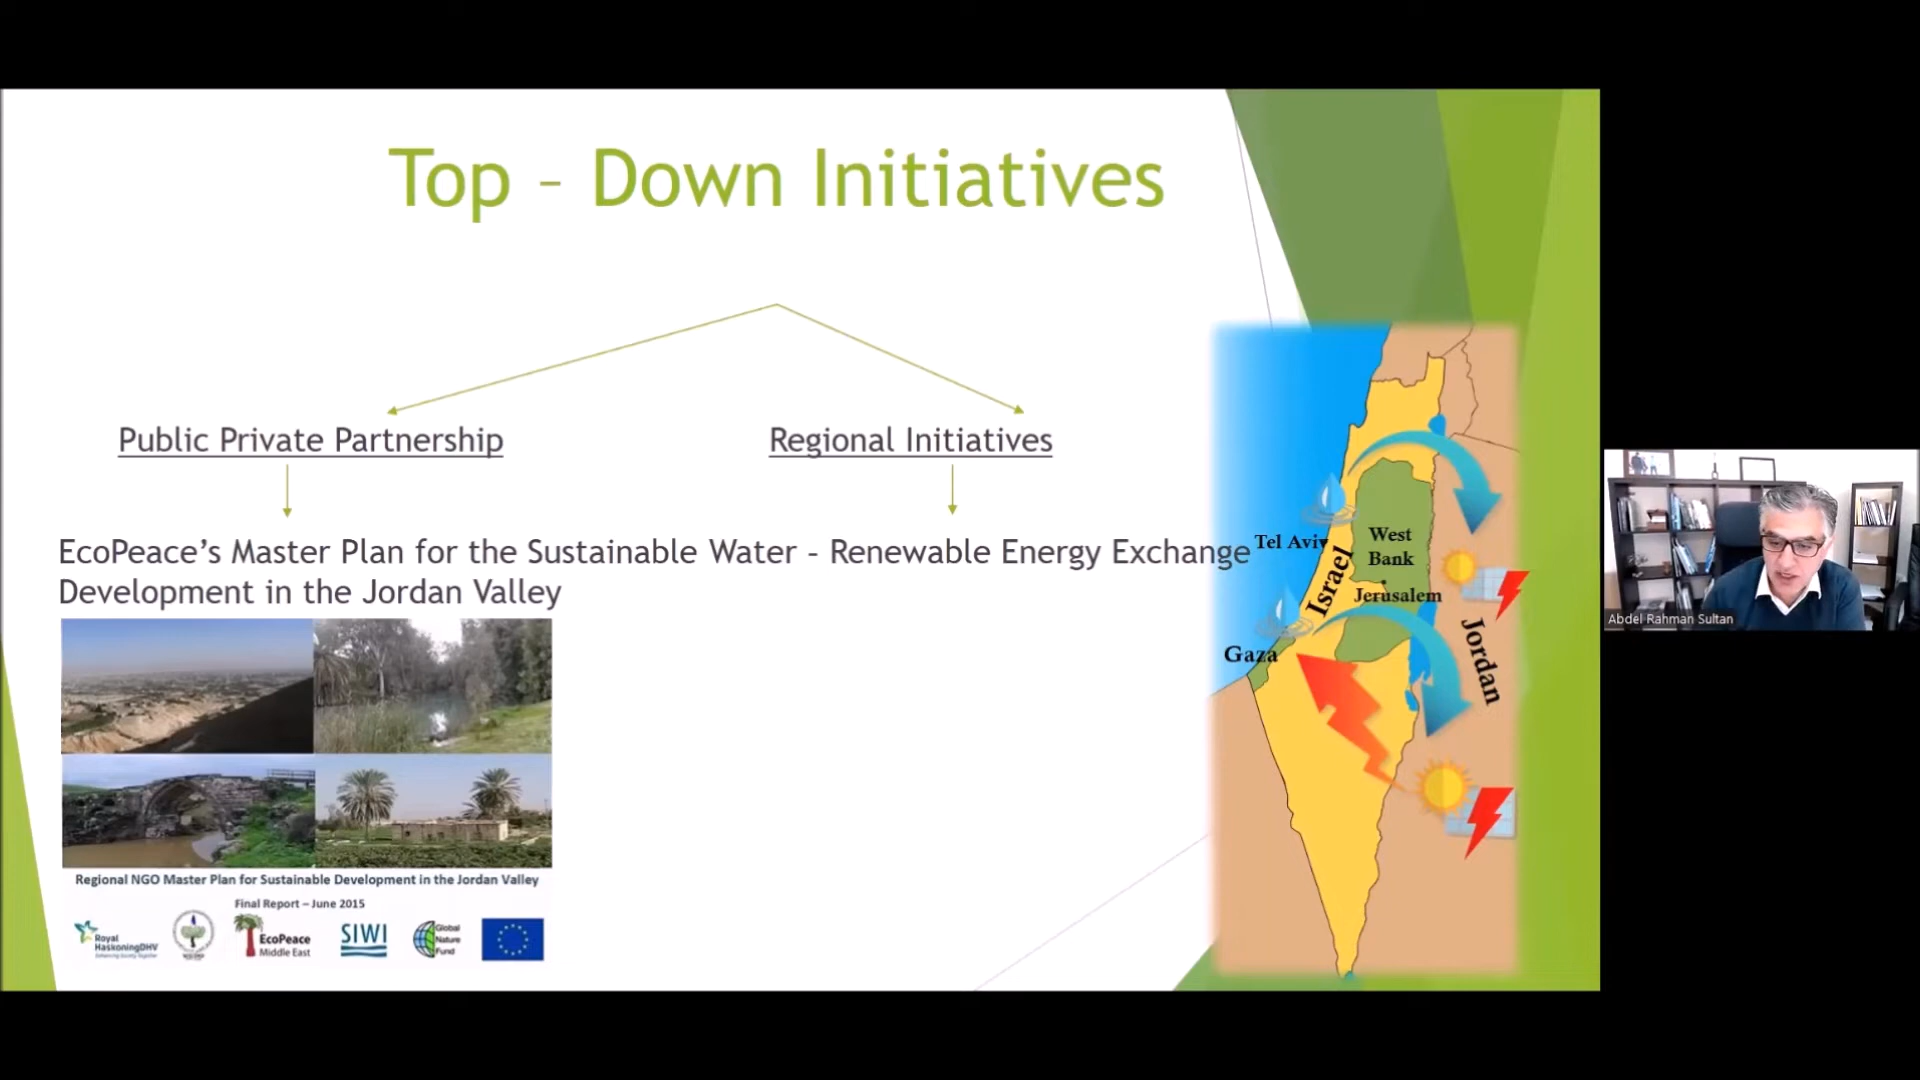 Top – Down Initiatives
Public Private Partnership
Regional Initiatives
EcoPeace’s Master Plan for the Sustainable
Development in the Jordan Valley
Water – Renewable Energy Exchange
Regional NGO Master Plan for Sustainable Development in the Jordan Valley
Final Report – June 2015
Royal
HaskoningDHV
Enhancing Society Together
EcoPeace
Middle East
SIWI
Global
Nature
Fund
Tel Aviv
West
Bank
Israel
Jerusalem
Gaza
Jordan
Abdel Rahman Sultan